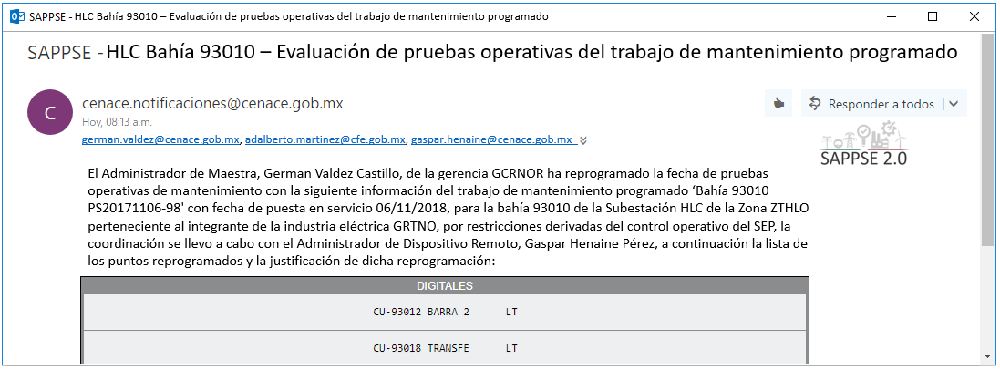 SAPPSE - HLC Bahía 93010 – Evaluación de pruebas operativas del trabajo de mantenimiento programado
SAPPSE - HLC Bahía 93010 – Evaluación de pruebas operativas del trabajo de mantenimiento programado
C
cenace.notificaciones@cenace.gob.mx
Hoy, 08:13 a.m.
german.valdez@cenace.gob.mx, adalberto.martinez@cfe.gob.mx, gaspar.henaine@cenace.gob.mx
Responder a todos
SAPPSE 2.0
El Administrador de Maestra, German Valdez Castillo, de la gerencia GCRNOR ha reprogramado la fecha de pruebas
operativas de mantenimiento con la siguiente información del trabajo de mantenimiento programado ‘Bahía 93010
PS20171106-98' con fecha de puesta en servicio 06/11/2018, para la bahía 93010 de la Subestación HLC de la Zona ZTHLO
perteneciente al integrante de la industria eléctrica GRTNO, por restricciones derivadas del control operativo del SEP, la
coordinación se llevo a cabo con el Administrador de Dispositivo Remoto, Gaspar Henaine Pérez, a continuación la lista de
los puntos reprogramados y la justificación de dicha reprogramación:
DIGITALES
CU-93012 BARRA 2 LT
CU-93018 TRANSFE LT